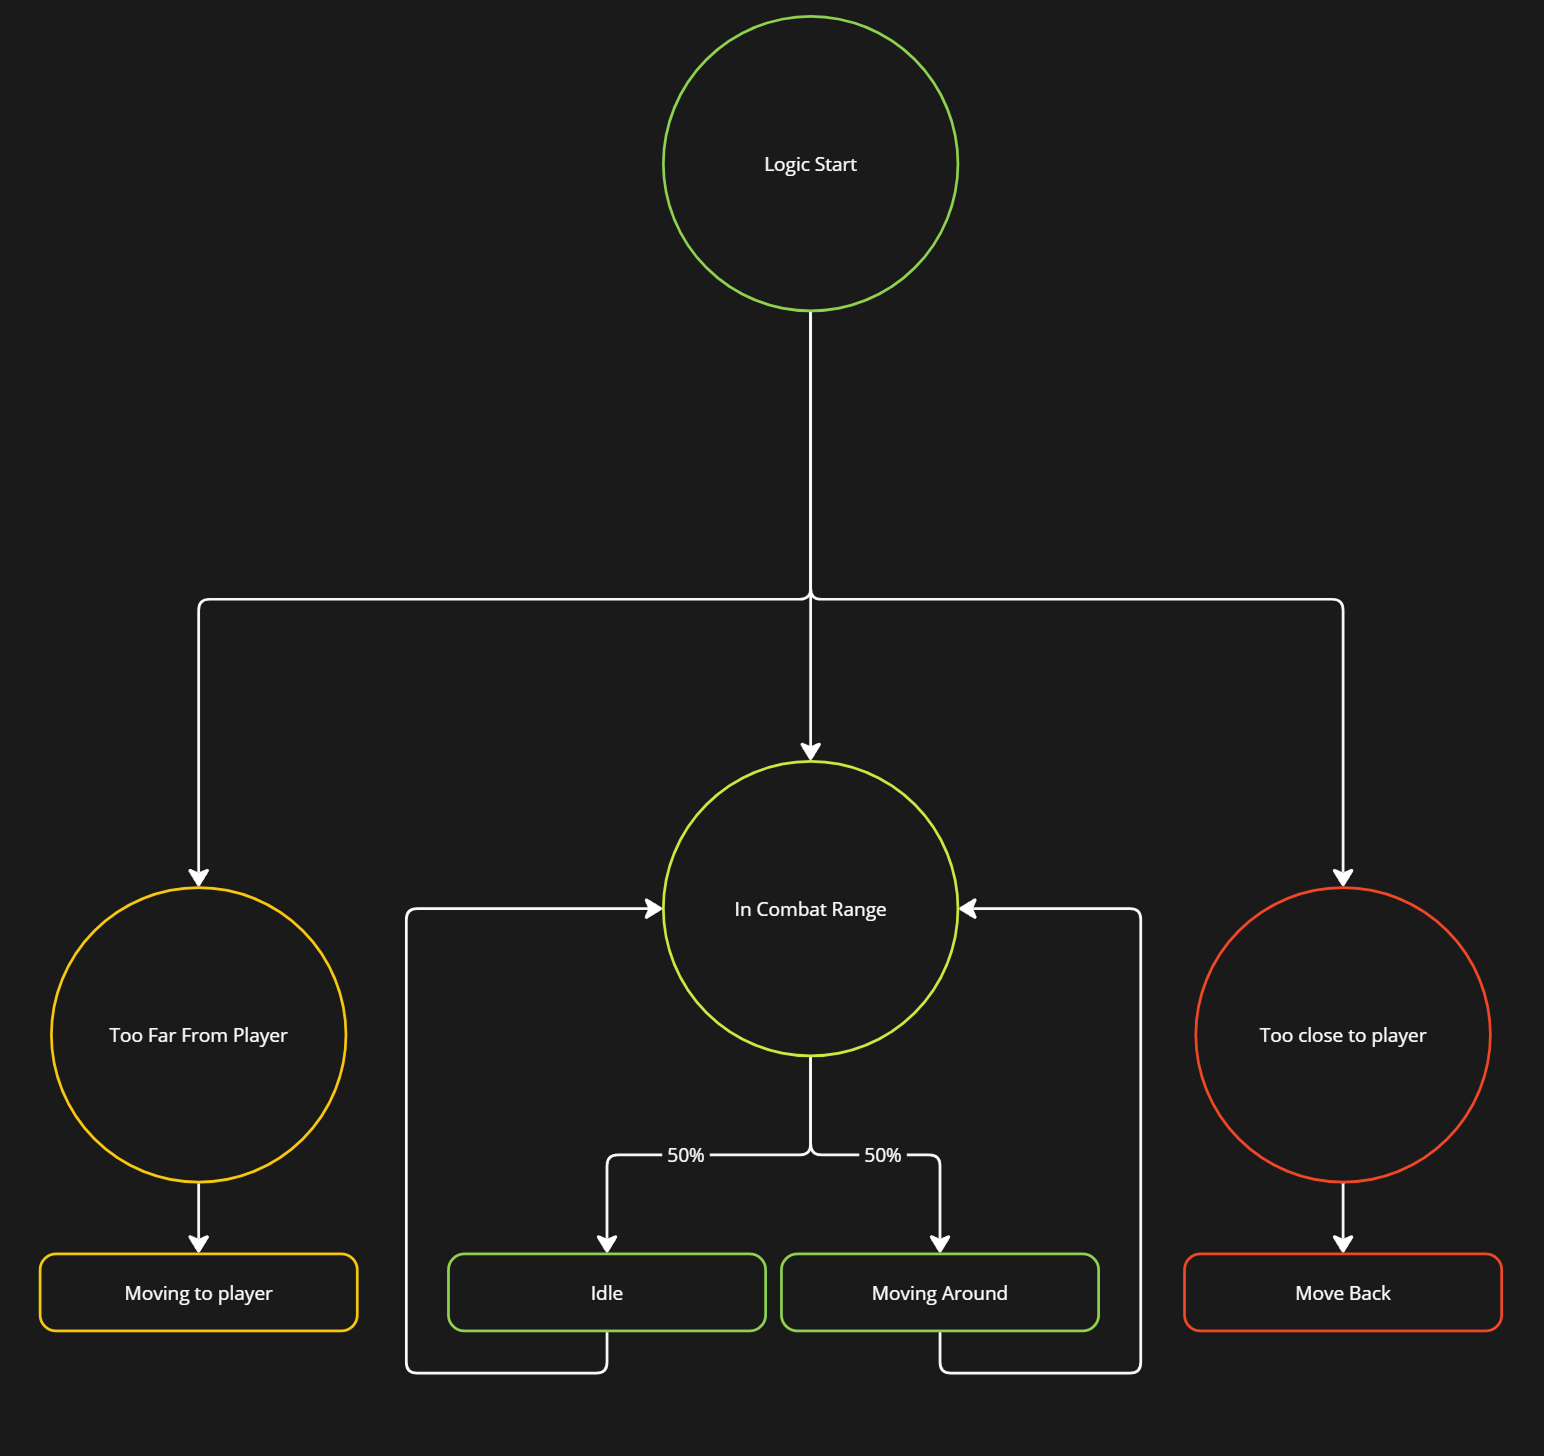 Logic Start
In Combat Range
Too Far From Player
Too close to player
50%
50%
Moving to player
Idle
Moving Around
Move Back